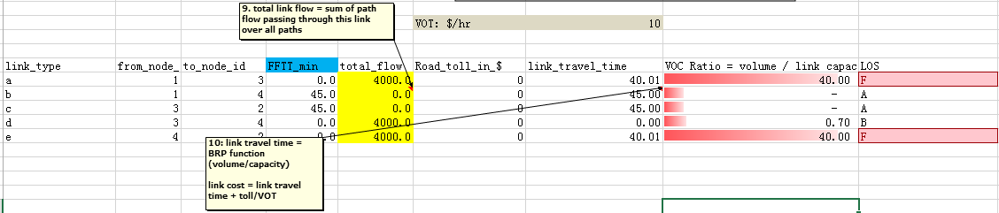 9. total link flow = sum of path
flow passing through this link
over all paths
VOT: $/hr 10
link_type from_node_ to_node_id FFTT_min total_flow Road_toll_in_$ link_travel_time VOC Ratio = volume / link capac LOS
a 1 3 0.0 4000.0 0 40.01 40.00 F
b 1 4 45.0 0.0 0 45.00 - A
c 3 2 45.0 0.0 0 45.00 - A
d 3 4 0.0 4000.0 0 0.00 0.70 B
e 4 2 0.0 4000.0 0 40.01 40.00 F
10: link travel time =
BRP function
(volume/capacity)
link cost = link travel
time + toll/VOT